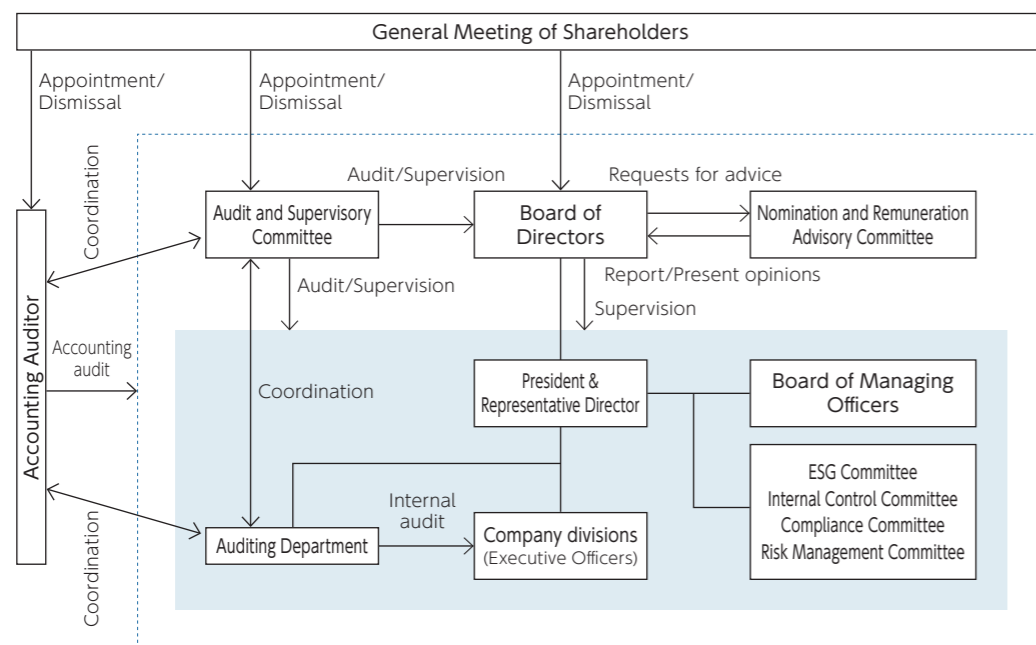 General Meeting of Shareholders
Appointment/
Dismissal
Appointment/
Dismissal
Appointment/
Dismissal
Coordination
Audit/Supervision
Requests for advice
Audit and Supervisory
Committee
Board of
Directors
Nomination and Remuneration
Advisory Committee
Report/Present opinions
Audit/Supervision
Supervision
Accounting Auditor
Accounting
audit
Coordination
President &
Representative Director
Board of Managing
Officers
ESG Committee
Internal Control Committee
Compliance Committee
Risk Management Committee
Internal
audit
Auditing Department
Company divisions
(Executive Officers)
Coordination